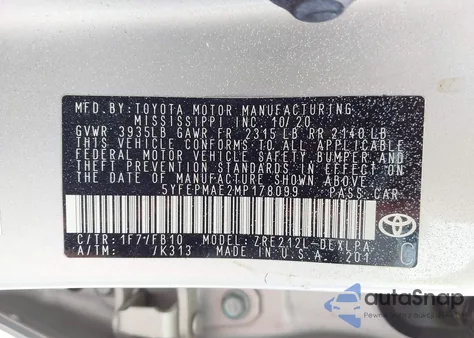 MFD. BY: TOYOTA MOTOR MANUFACTURING
MISSISSIPPI, INC 10/20
GVWR 3935LB GAWR FR 2315 LB RR 2140LB
THIS VEHICLE CONFORMS TO ALL APPLICABLE
FEDERAL MOTOR VEHICLE SAFETY, BUMPER, AND
THEFT PREVENTION STANDARDS IN EFFECT ON
THE DATE OF MANUFACTURE SHOWN ABOVE.
5YFEPMAE2MP178099 PASS.CAR
C/TR: 1F7/FB10 MODEL: ZRE212L-DEXLPA
A/TM: /K313 MADE IN U.S.A. 201
C
autoSnap